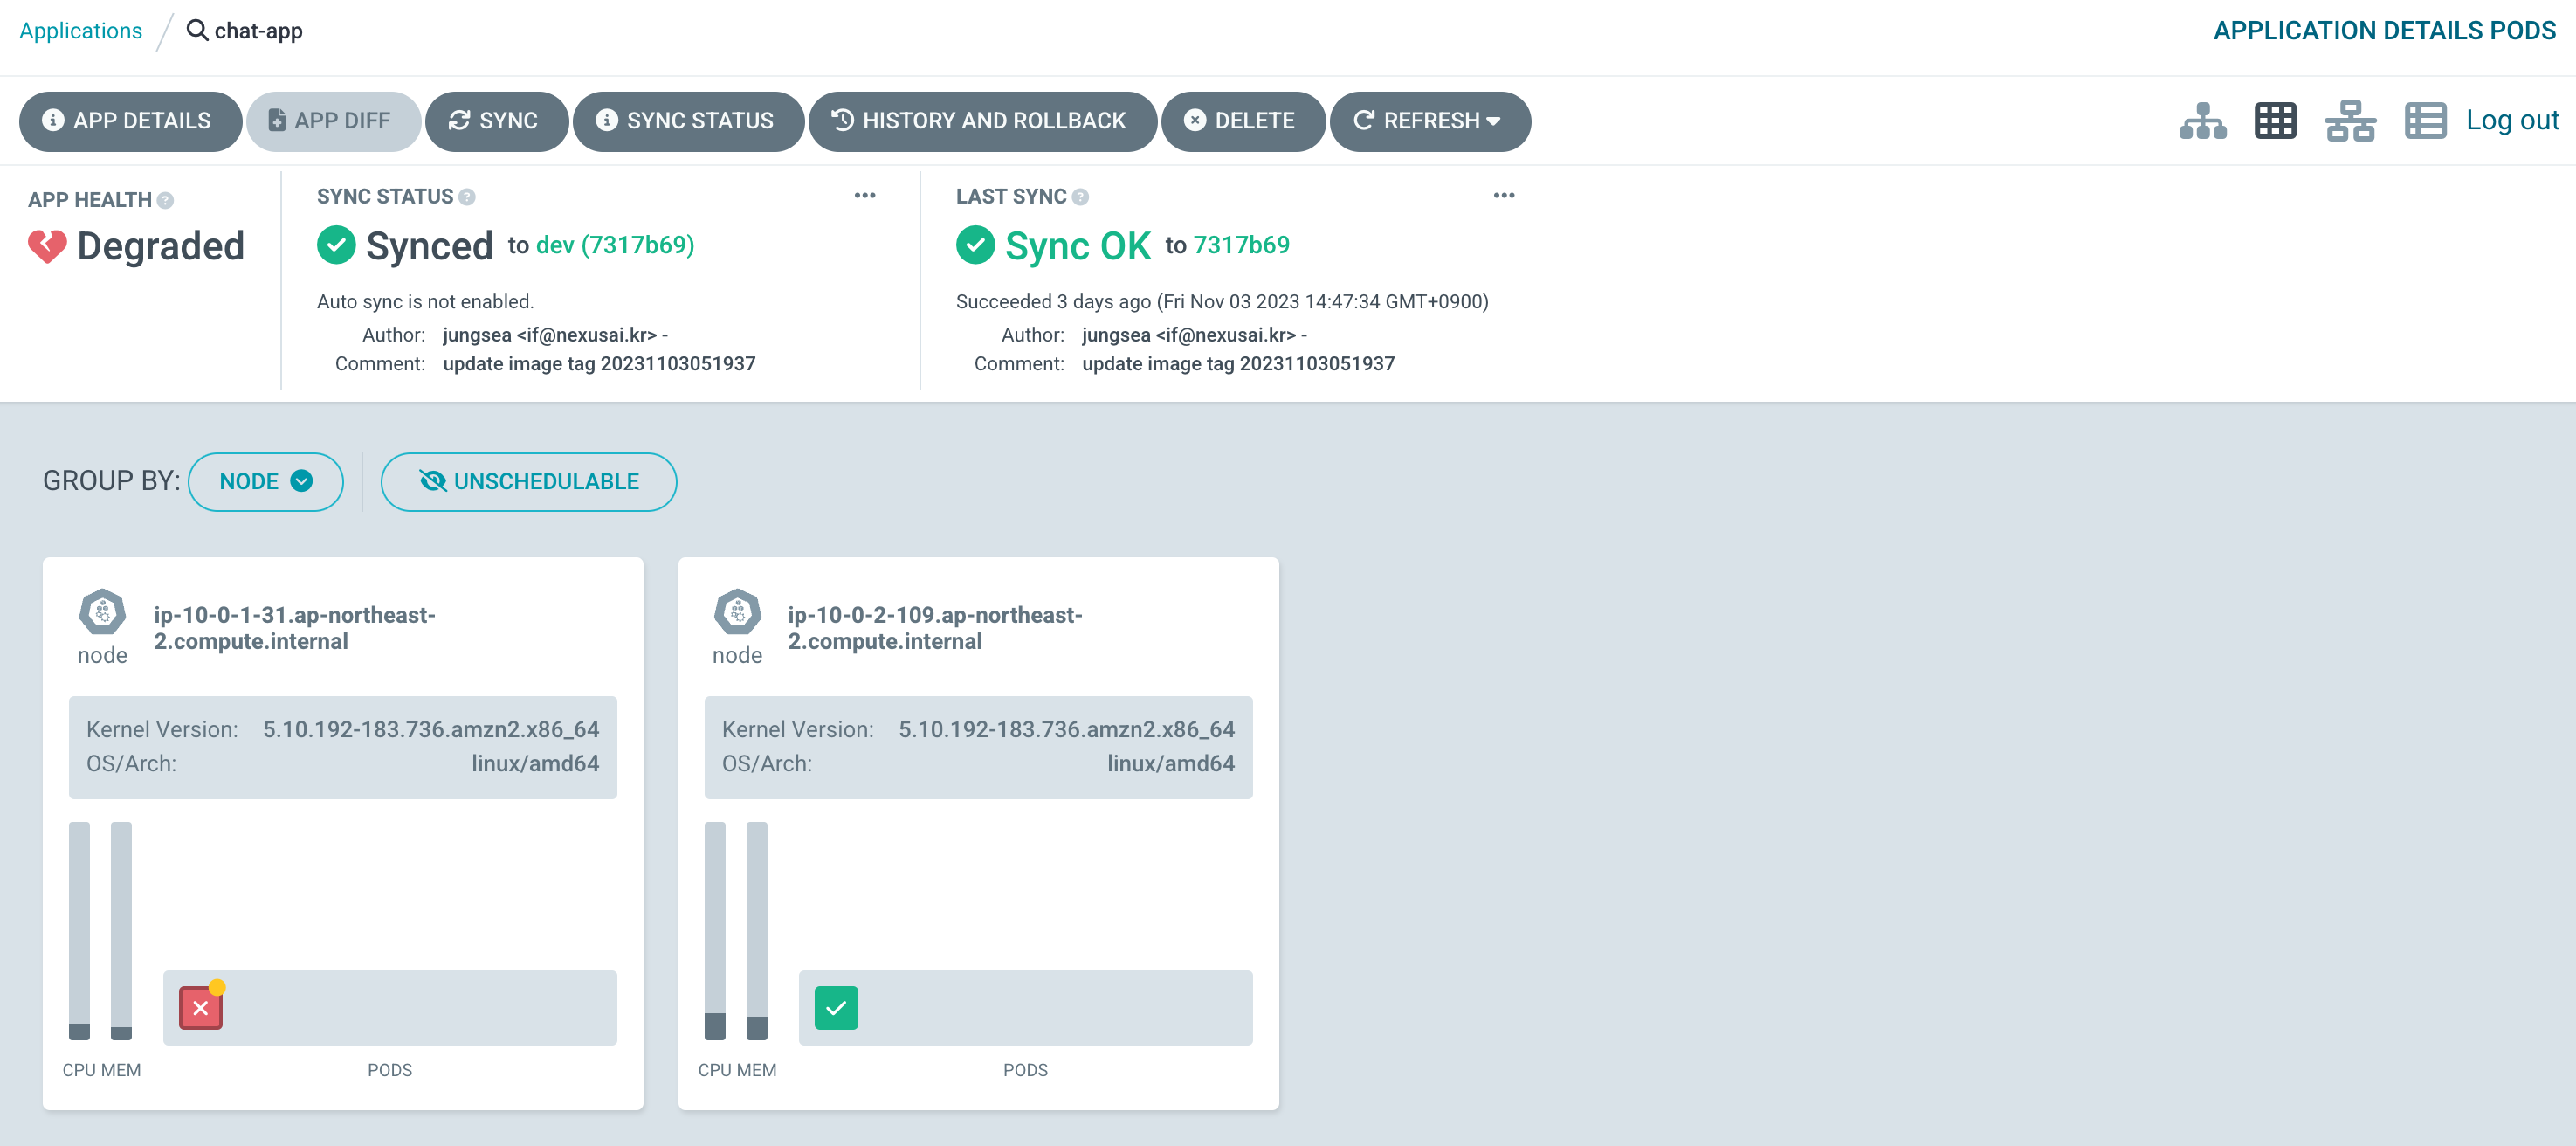 Applications / chat-app
APPLICATION DETAILS PODS
APP DETAILS APP DIFF SYNC SYNC STATUS HISTORY AND ROLLBACK DELETE REFRESH Log out
APP HEALTH ?
Degraded
SYNC STATUS ?
Synced to dev (7317b69)
Auto sync is not enabled.
Author: jungsea <if@nexusai.kr> -
Comment: update image tag 20231103051937
LAST SYNC ?
Sync OK to 7317b69
Succeeded 3 days ago (Fri Nov 03 2023 14:47:34 GMT+0900)
Author: jungsea <if@nexusai.kr> -
Comment: update image tag 20231103051937
GROUP BY: NODE UNSCHEDULABLE
node
ip-10-0-1-31.ap-northeast-
2.compute.internal
Kernel Version: 5.10.192-183.736.amzn2.x86_64
OS/Arch: linux/amd64
CPU MEM PODS
node
ip-10-0-2-109.ap-northeast-
2.compute.internal
Kernel Version: 5.10.192-183.736.amzn2.x86_64
OS/Arch: linux/amd64
CPU MEM PODS